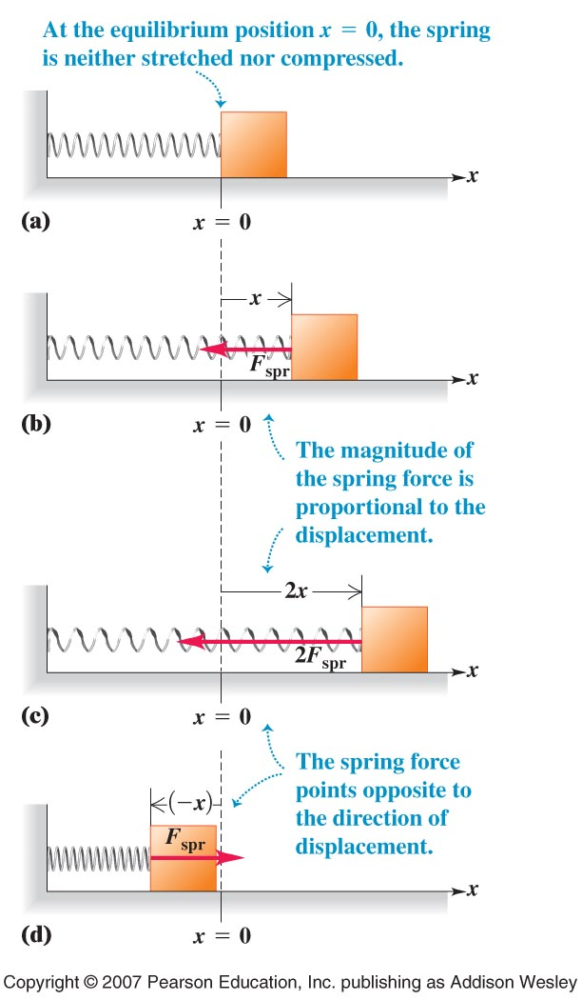 At the equilibrium position x = 0, the spring
is neither stretched nor compressed.
x
(a)
x = 0
x
F spr
x
(b)
x = 0
The magnitude of
the spring force is
proportional to the
displacement.
2x
2F spr
x
(c)
x = 0
The spring force
points opposite to
the direction of
displacement.
(−x)
F spr
x
(d)
x = 0
Copyright © 2007 Pearson Education, Inc. publishing as Addison Wesley